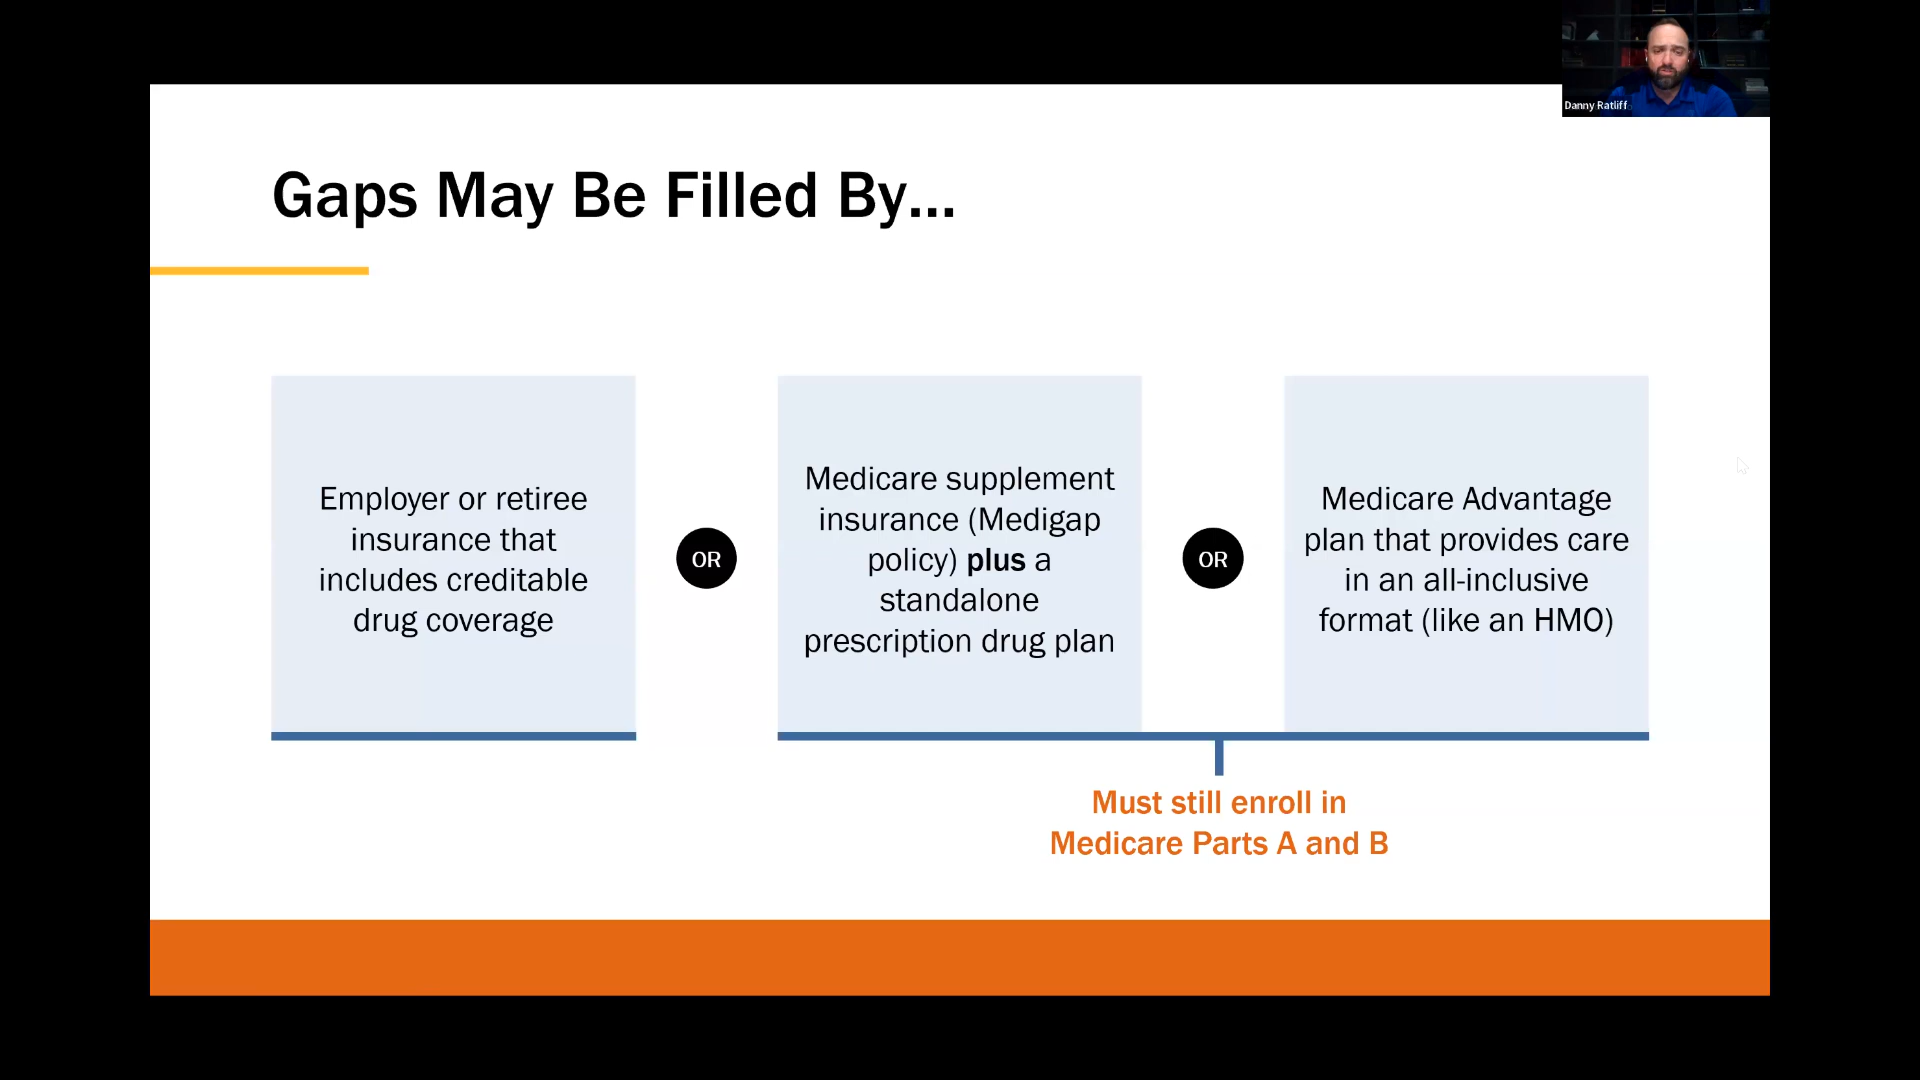 Danny Ratliff
Gaps May Be Filled By...
Employer or retiree
insurance that
includes creditable
drug coverage
OR
Medicare supplement
insurance (Medigap
policy) plus a
standalone
prescription drug plan
OR
Medicare Advantage
plan that provides care
in an all-inclusive
format (like an HMO)
Must still enroll in
Medicare Parts A and B